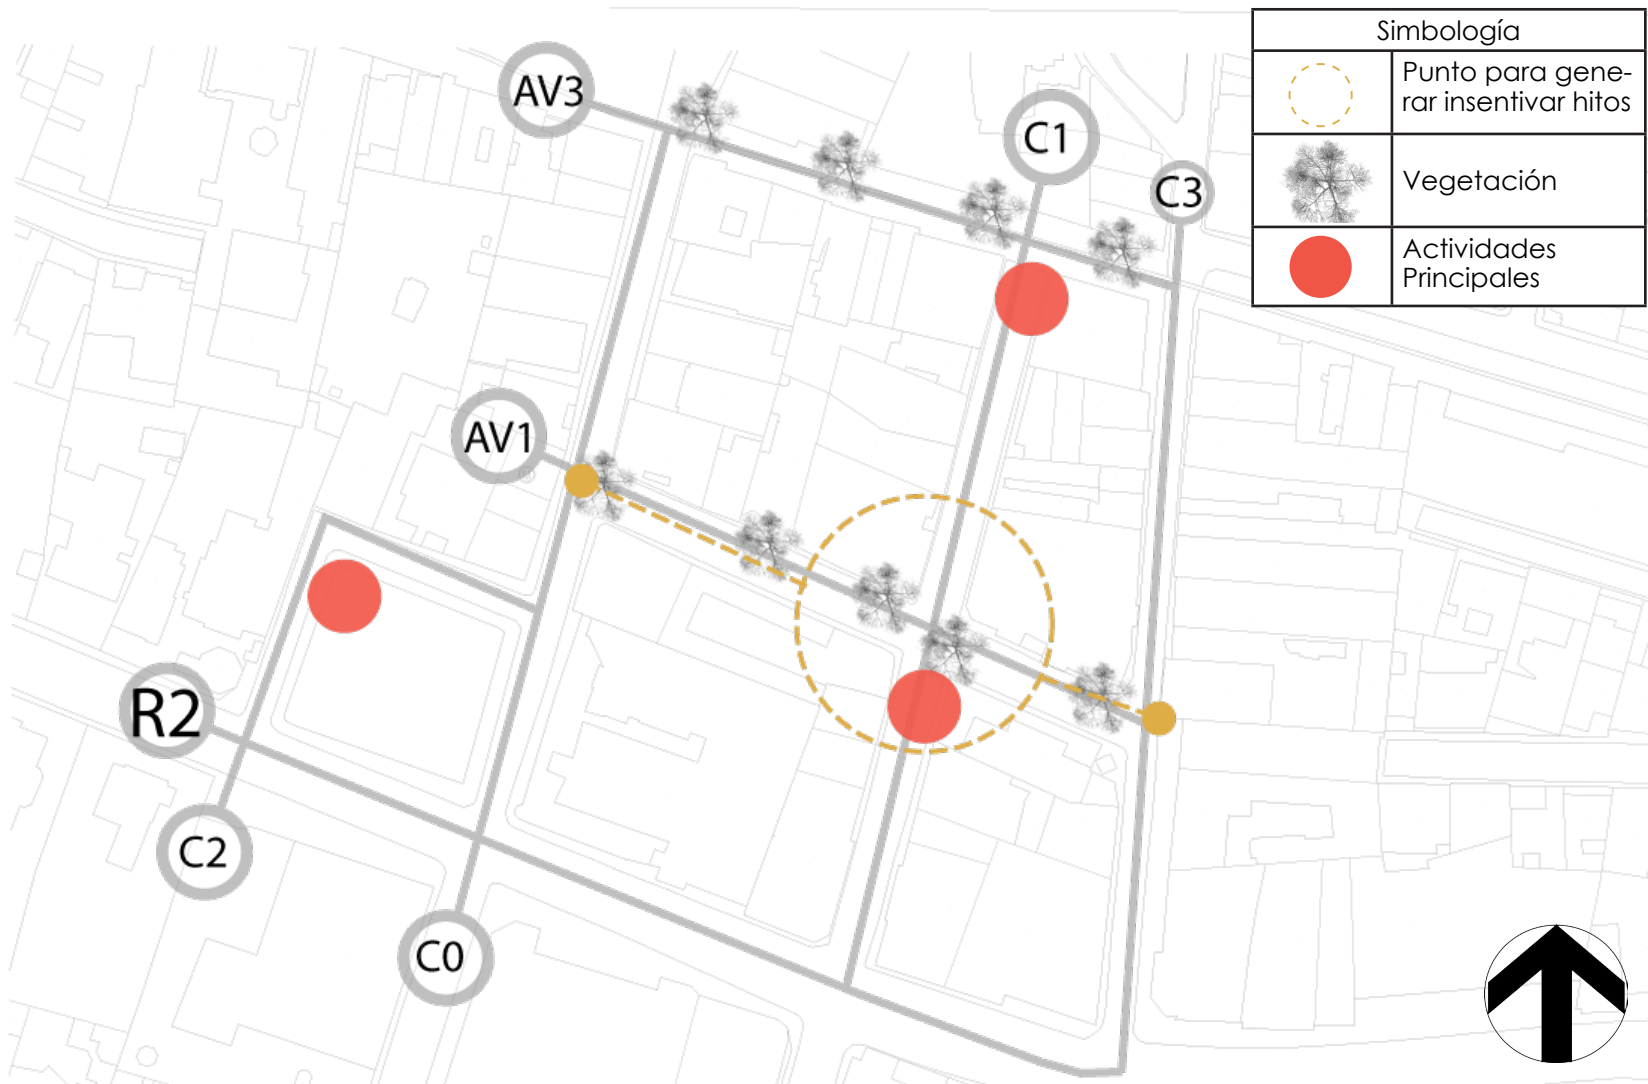 Simbología
Punto para gene-
rar insentivar hitos
Vegetación
Actividades
Principales
AV3
C1
C3
AV1
R2
C2
C0